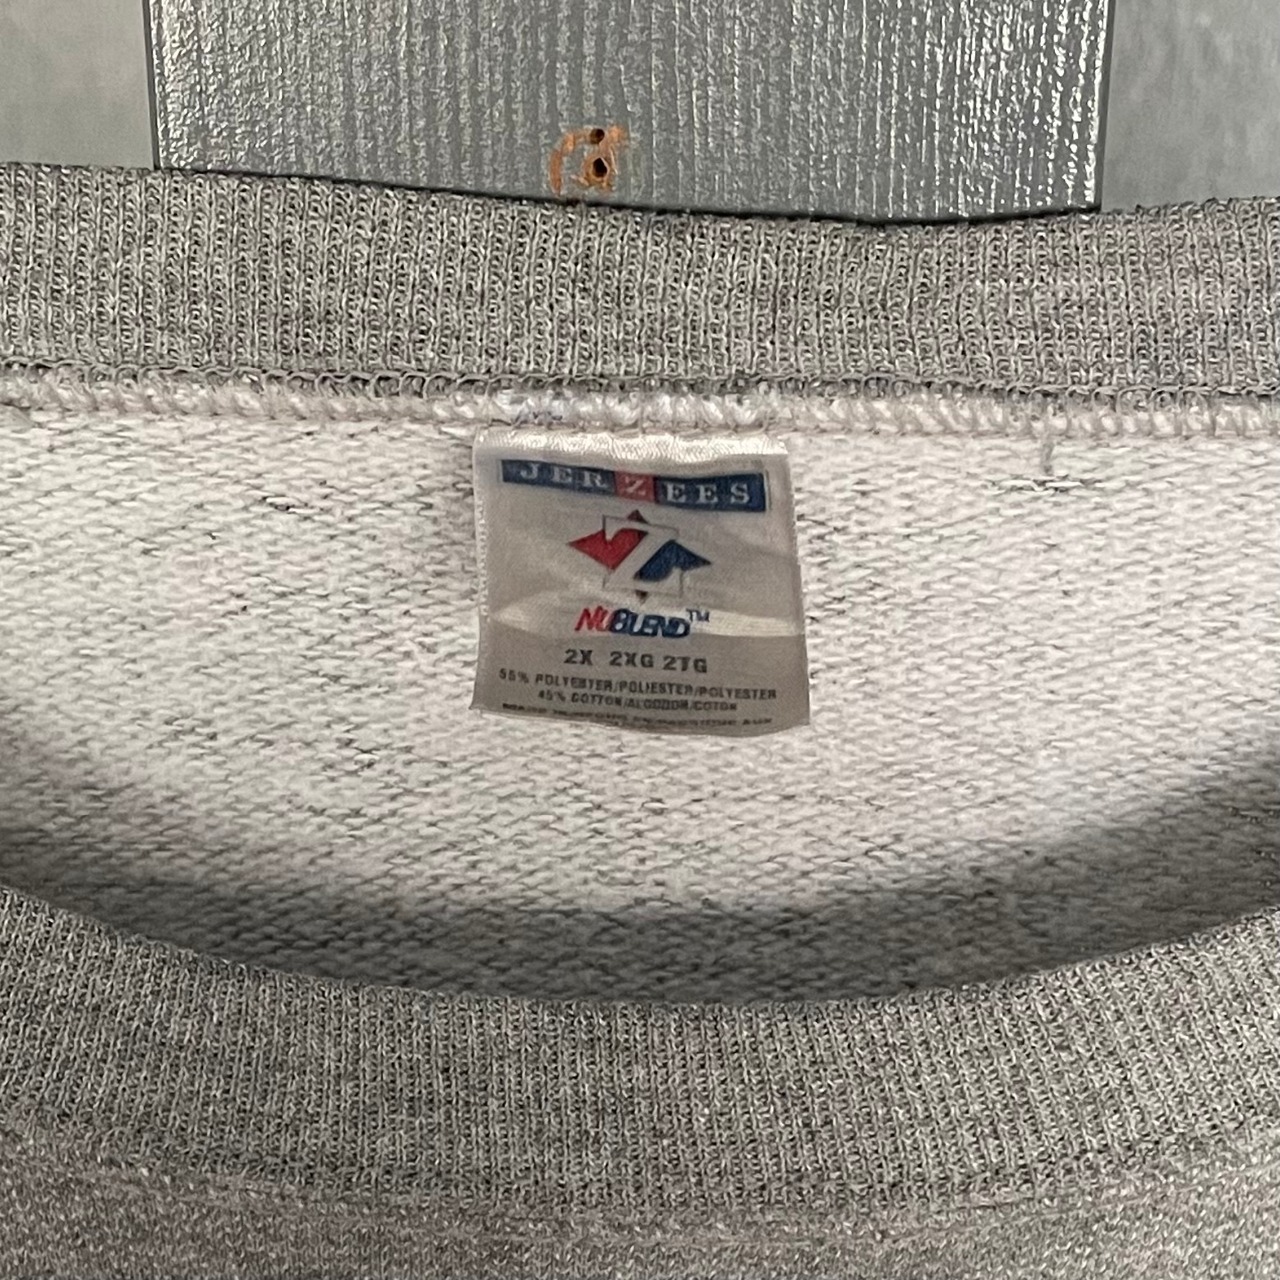 JERZEES
NUBLEND™
2X 2XG 2TG
55% POLYESTER/POLIESTER/POLYESTER
45% COTTON/ALGODON/COTON